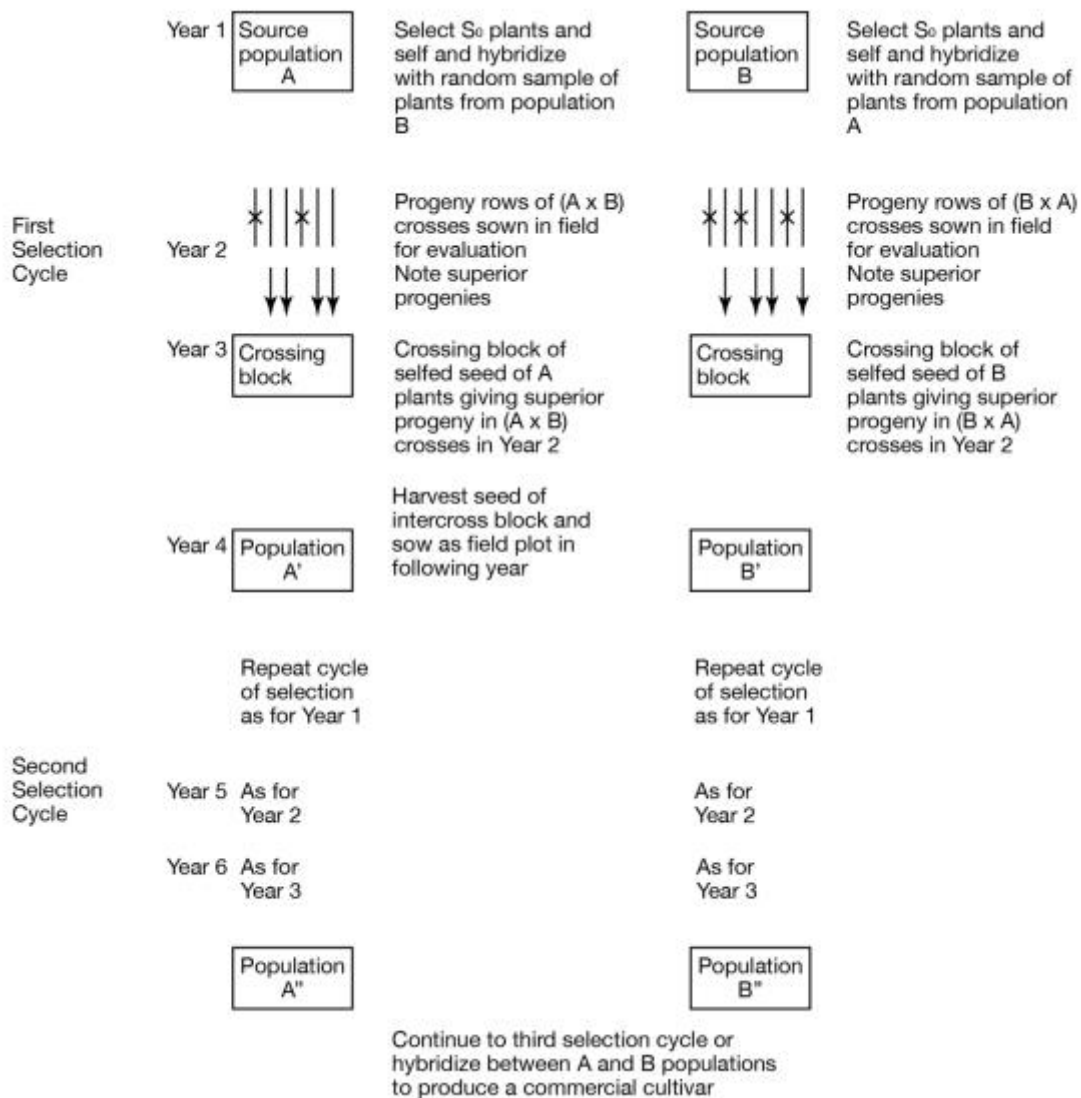 Year 1
Source
population
A
Select S₀ plants and
self and hybridize
with random sample of
plants from population
B
Source
population
B
Select S₀ plants and
self and hybridize
with random sample of
plants from population
A
First
Selection
Cycle
Year 2
Progeny rows of (A x B)
crosses sown in field
for evaluation
Note superior
progenies
Progeny rows of (B x A)
crosses sown in field
for evaluation
Note superior
progenies
Year 3
Crossing
block
Crossing block of
selfed seed of A
plants giving superior
progeny in (A x B)
crosses in Year 2
Crossing
block
Crossing block of
selfed seed of B
plants giving superior
progeny in (B x A)
crosses in Year 2
Year 4
Population
A'
Harvest seed of
intercross block and
sow as field plot in
following year
Population
B'
Repeat cycle
of selection
as for Year 1
Repeat cycle
of selection
as for Year 1
Second
Selection
Cycle
Year 5
As for
Year 2
As for
Year 2
Year 6
As for
Year 3
As for
Year 3
Population
A"
Population
B"
Continue to third selection cycle or
hybridize between A and B populations
to produce a commercial cultivar